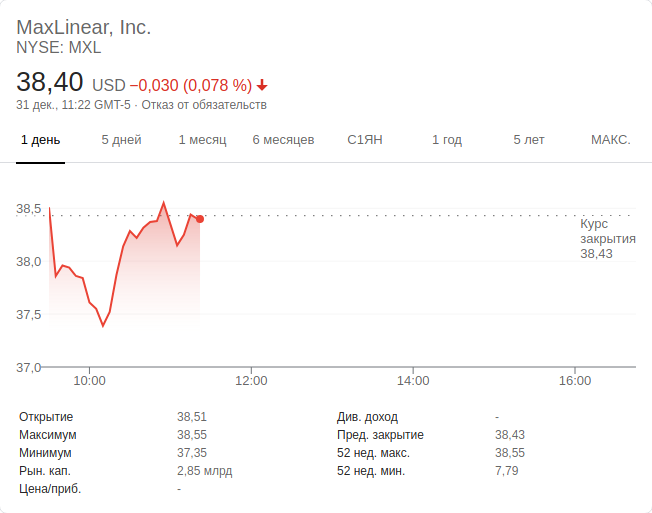 MaxLinear, Inc.
NYSE: MXL
38,40 USD −0,030 (0,078 %)
31 дек., 11:22 GMT-5 · Отказ от обязательств
1 день 5 дней 1 месяц 6 месяцев С1ЯН 1 год 5 лет МАКС.
38,5
Курс
закрытия
38,43
38,0
37,5
37,0
10:00 12:00 14:00 16:00
Открытие 38,51 Див. доход -
Максимум 38,55 Пред. закрытие 38,43
Минимум 37,35 52 нед. макс. 38,55
Рын. кап. 2,85 млрд 52 нед. мин. 7,79
Цена/приб. -